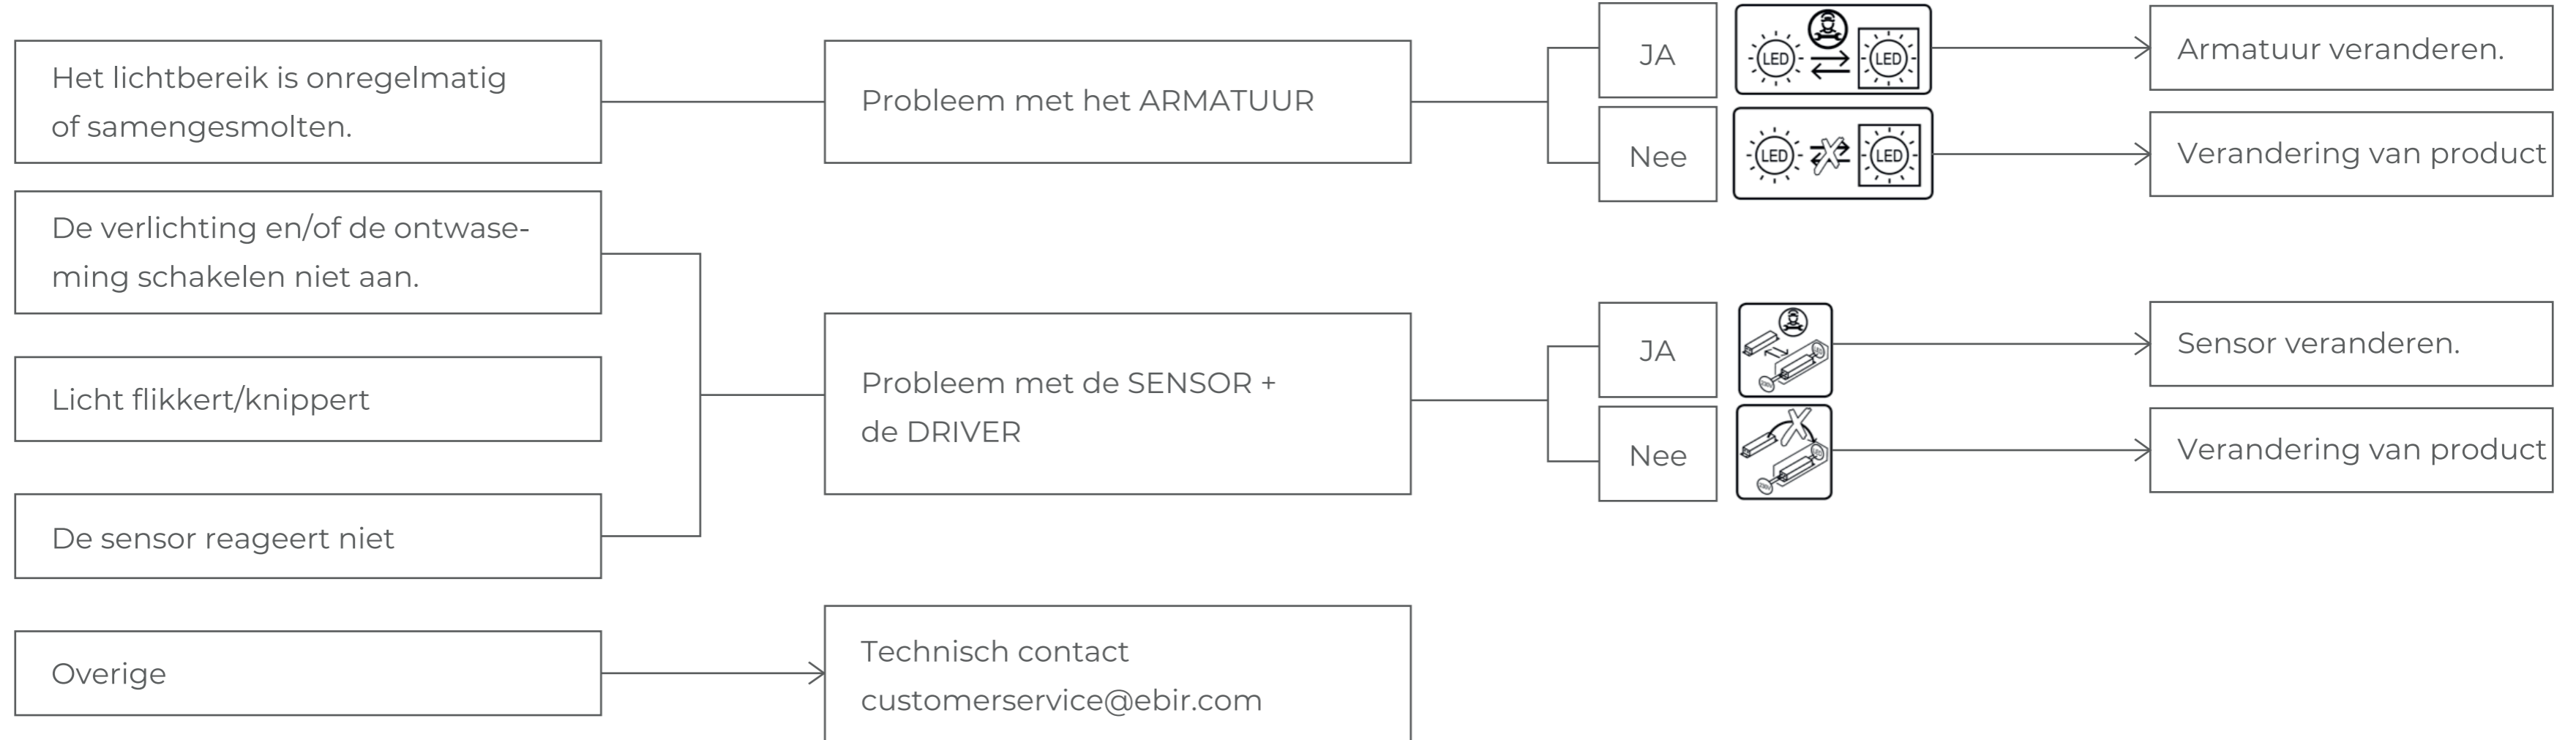 Het lichtbereik is onregelmatig
of samengesmolten.
Probleem met het ARMATUUR
JA
LED
LED
Armatuur veranderen.
Nee
LED
LED
Verandering van product
De verlichting en/of de ontwase-
ming schakelen niet aan.
Licht flikkert/knippert
De sensor reageert niet
Probleem met de SENSOR +
de DRIVER
JA
Sensor veranderen.
Nee
Verandering van product
Overige
Technisch contact
customerservice@ebir.com